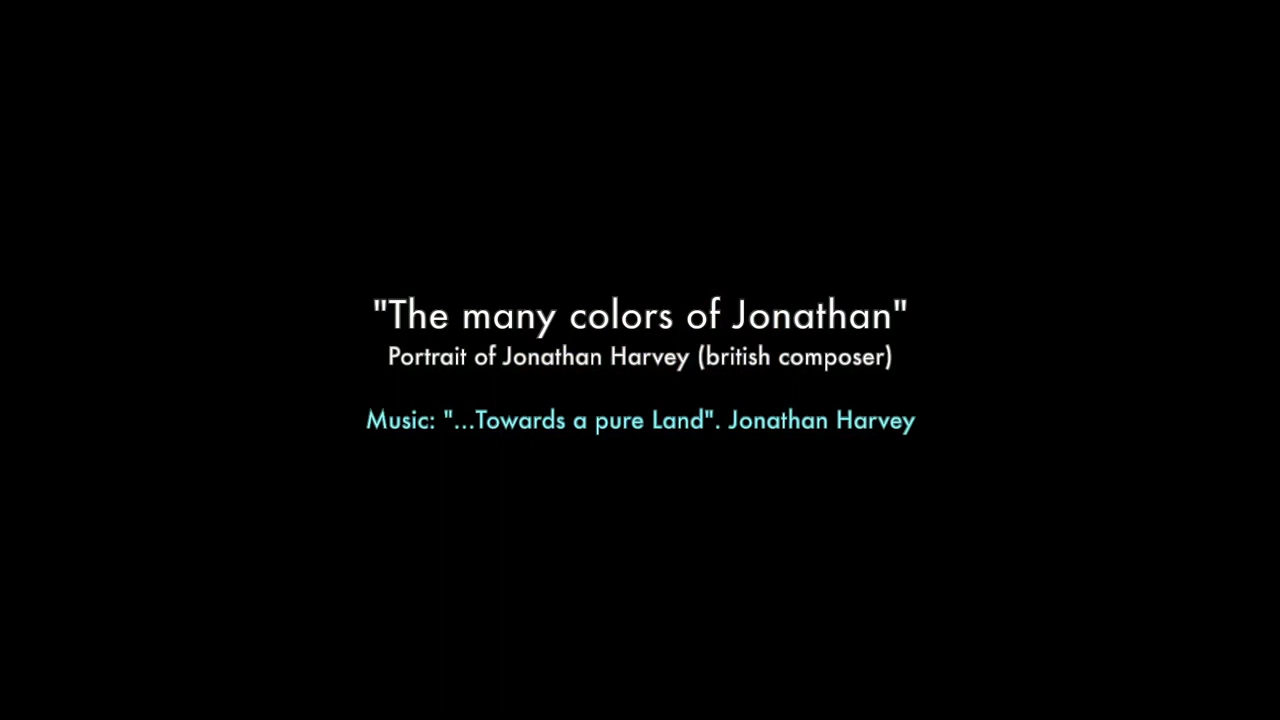 "The many colors of Jonathan"
Portrait of Jonathan Harvey (british composer)
Music: "...Towards a pure Land". Jonathan Harvey